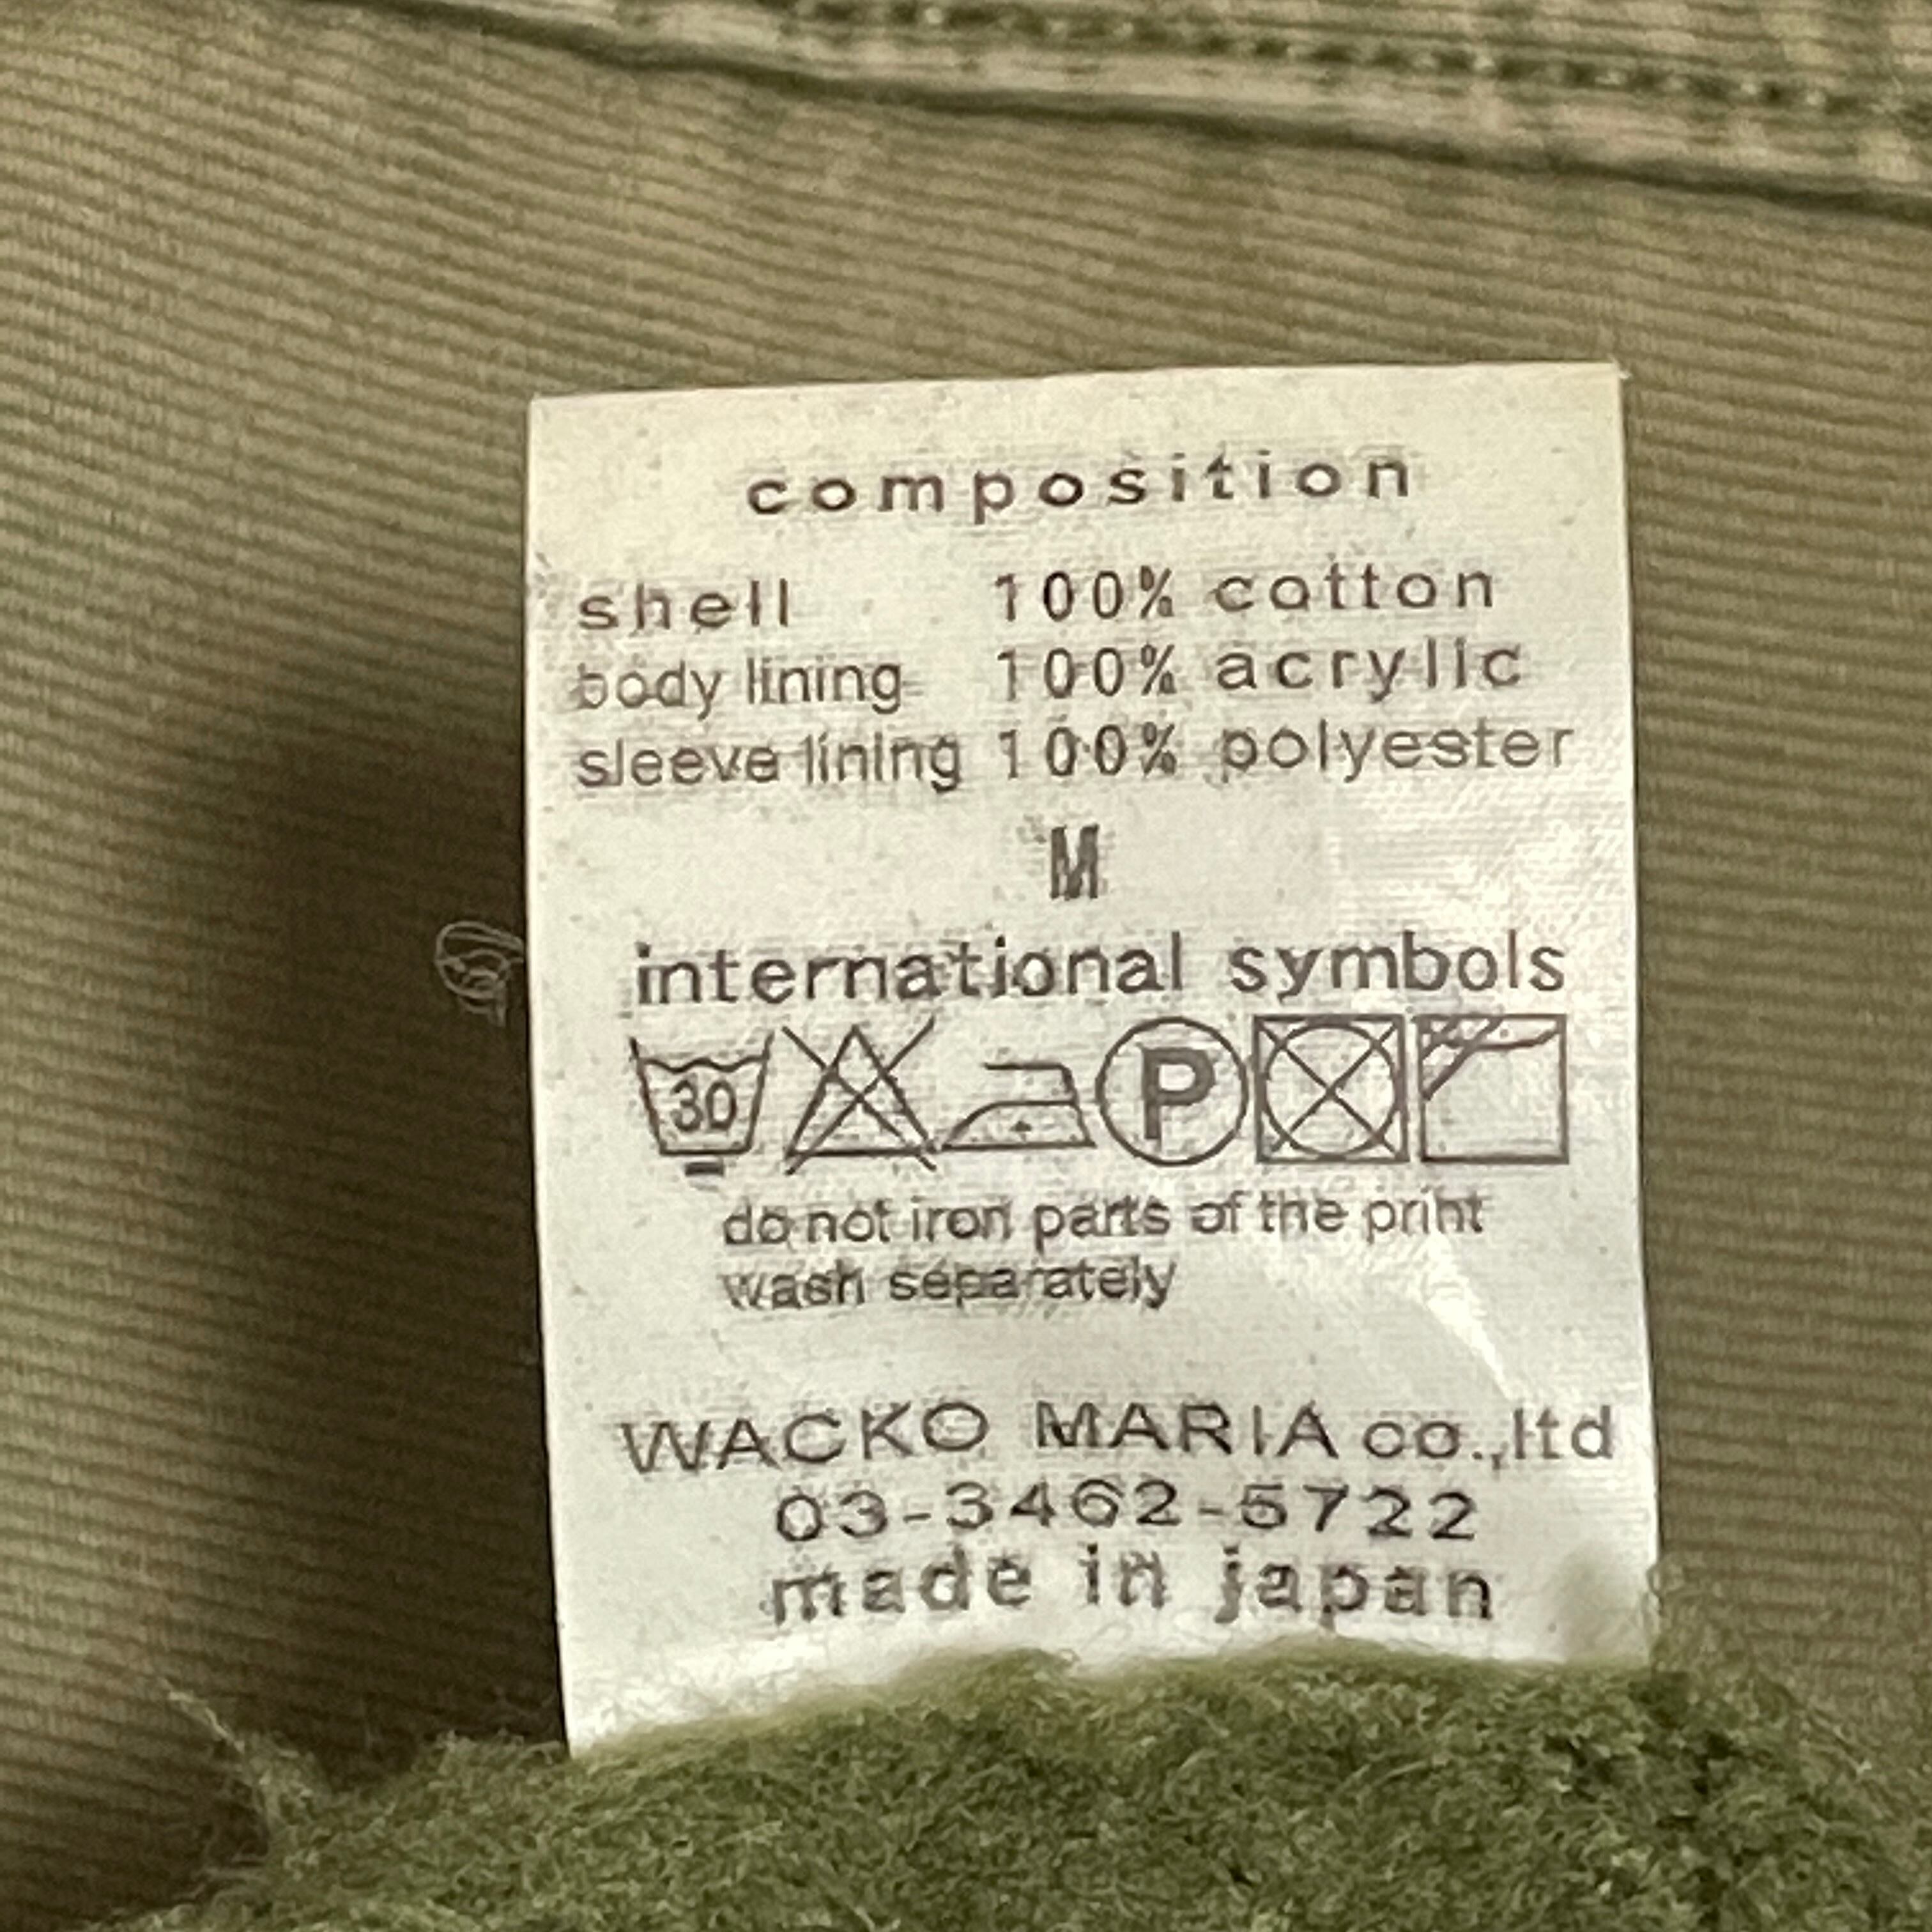 composition
shell 100% cotton
body lining 100% acrylic
sleeve lining 100% polyester
M
international symbols
30 P
do not iron parts of the print
wash separately
WACKO MARIA co.,ltd
03-3462-5722
made in japan